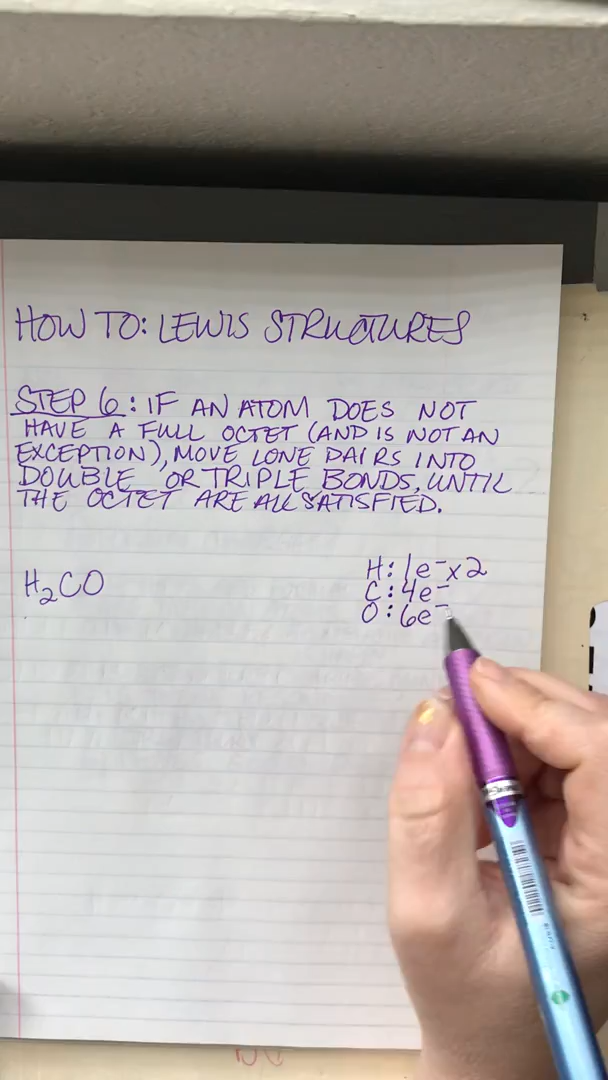 HOW TO: LEWIS STRUCTURES
STEP 6: IF AN ATOM DOES NOT
HAVE A FULL OCTET (AND IS NOT AN
EXCEPTION), MOVE LONE PAIRS INTO
DOUBLE OR TRIPLE BONDS, UNTIL
THE OCTET ARE ALL SATISFIED.
H₂CO
H: 1e⁻x2
C: 4e⁻
O: 6e⁻